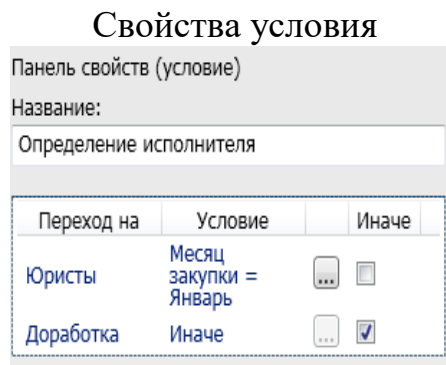 Свойства условия
Панель свойств (условие)
Название:
Определение исполнителя
Переход на Условие Иначе
Юристы Месяц закупки = Январь ...
Доработка Иначе ...